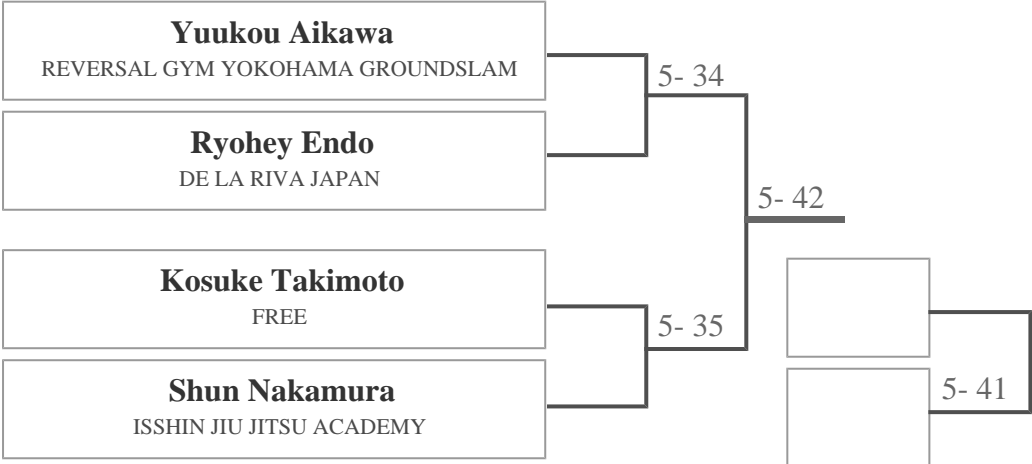 Yuukou Aikawa
REVERSAL GYM YOKOHAMA GROUNDSLAM
5- 34
Ryohey Endo
DE LA RIVA JAPAN
5- 42
Kosuke Takimoto
FREE
5- 35
Shun Nakamura
ISSHIN JIU JITSU ACADEMY
5- 41